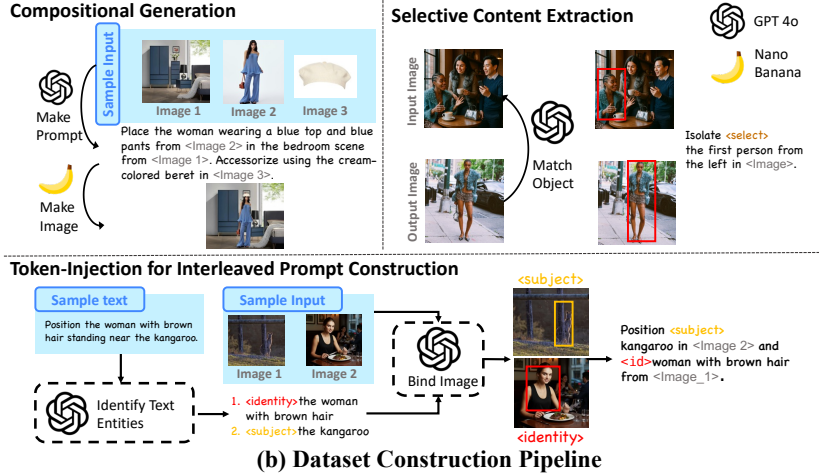 Compositional Generation
Sample Input
Image 1
Image 2
Image 3
Make
Prompt
Place the woman wearing a blue top and blue
pants from <Image 2> in the bedroom scene
from <Image 1>. Accessorize using the cream-
colored beret in <Image 3>.
Make
Image
Selective Content Extraction
Input Image
Output Image
Match
Object
GPT 4o
Nano
Banana
Isolate <select>
the first person from
the left in <Image>.
Token-Injection for Interleaved Prompt Construction
Sample text
Position the woman with brown
hair standing near the kangaroo.
Identify Text
Entities
Sample Input
Image 1
Image 2
1. <identity>the woman
with brown hair
2. <subject>the kangaroo
Bind Image
<subject>
<identity>
Position <subject>
kangaroo in <Image 2> and
<id>woman with brown hair
from <Image_1>.
(b) Dataset Construction Pipeline